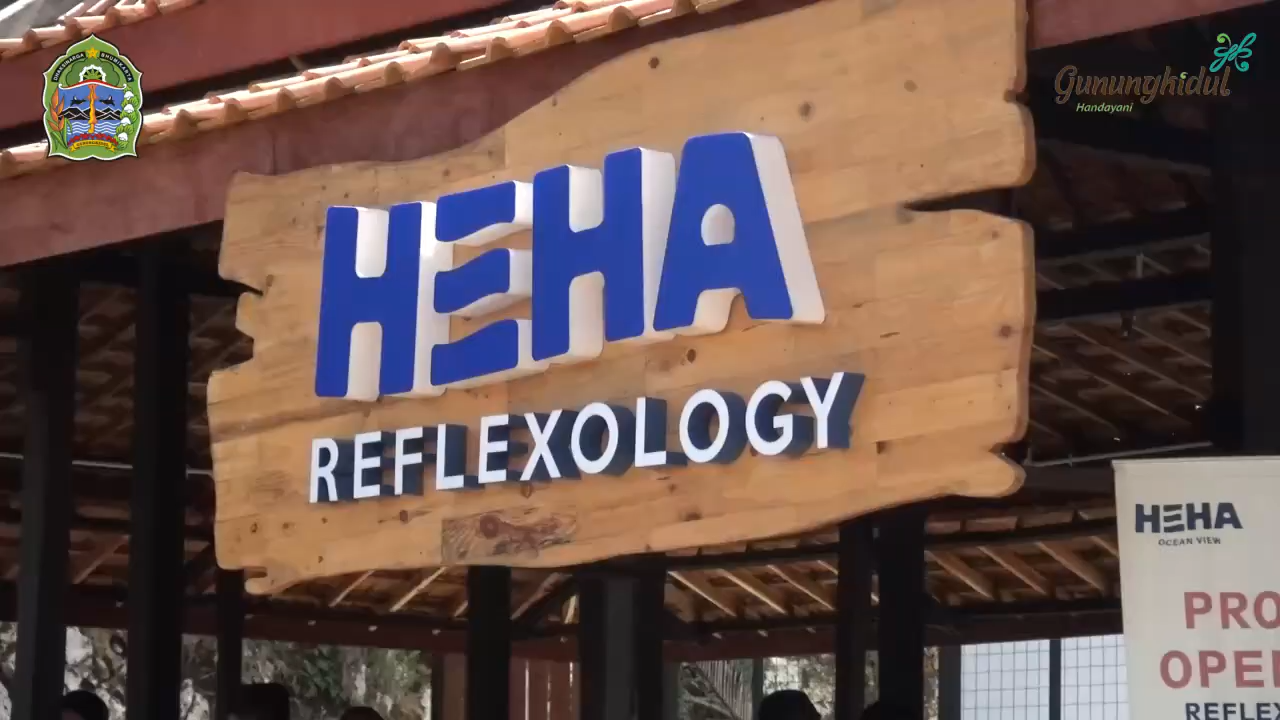 Gunungkidul
Handayani
HEHA
REFLEXOLOGY
HEHA
OCEAN VIEW
PRO
OPE
REFLEX